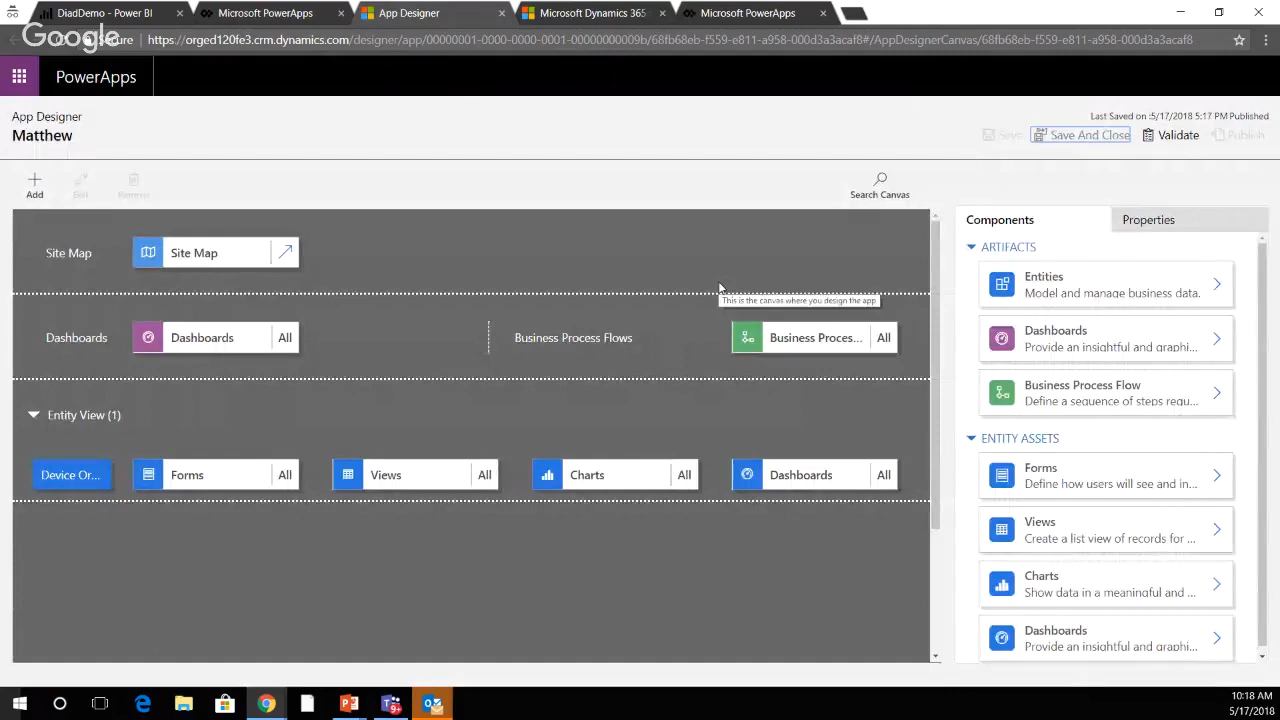 DiadDemo - Power BI
Microsoft PowerApps
App Designer
Microsoft Dynamics 365
Microsoft PowerApps
Google
https://orged120fe3.crm.dynamics.com/designer/app/00000001-0000-0000-0001-00000000009b/68fb68eb-f559-e811-a958-000d3a3acaf8#/AppDesignerCanvas/68fb68eb-f559-e811-a958-000d3a3acaf8
PowerApps
App Designer
Matthew
Last Saved on :5/17/2018 5:17 PM Published
Save
Save And Close
Validate
Publish
Add
Edit
Remove
Search Canvas
Site Map
Site Map
Components
Properties
ARTIFACTS
Entities
Model and manage business data.
This is the canvas where you design the app
Dashboards
Dashboards
All
Business Process Flows
Business Proces...
All
Dashboards
Provide an insightful and graphi...
Business Process Flow
Define a sequence of steps requ...
Entity View (1)
ENTITY ASSETS
Device Or...
Forms
All
Views
All
Charts
All
Dashboards
All
Forms
Define how users will see and in...
Views
Create a list view of records for ...
Charts
Show data in a meaningful and ...
Dashboards
Provide an insightful and graphi...
9+
10:18 AM
5/17/2018